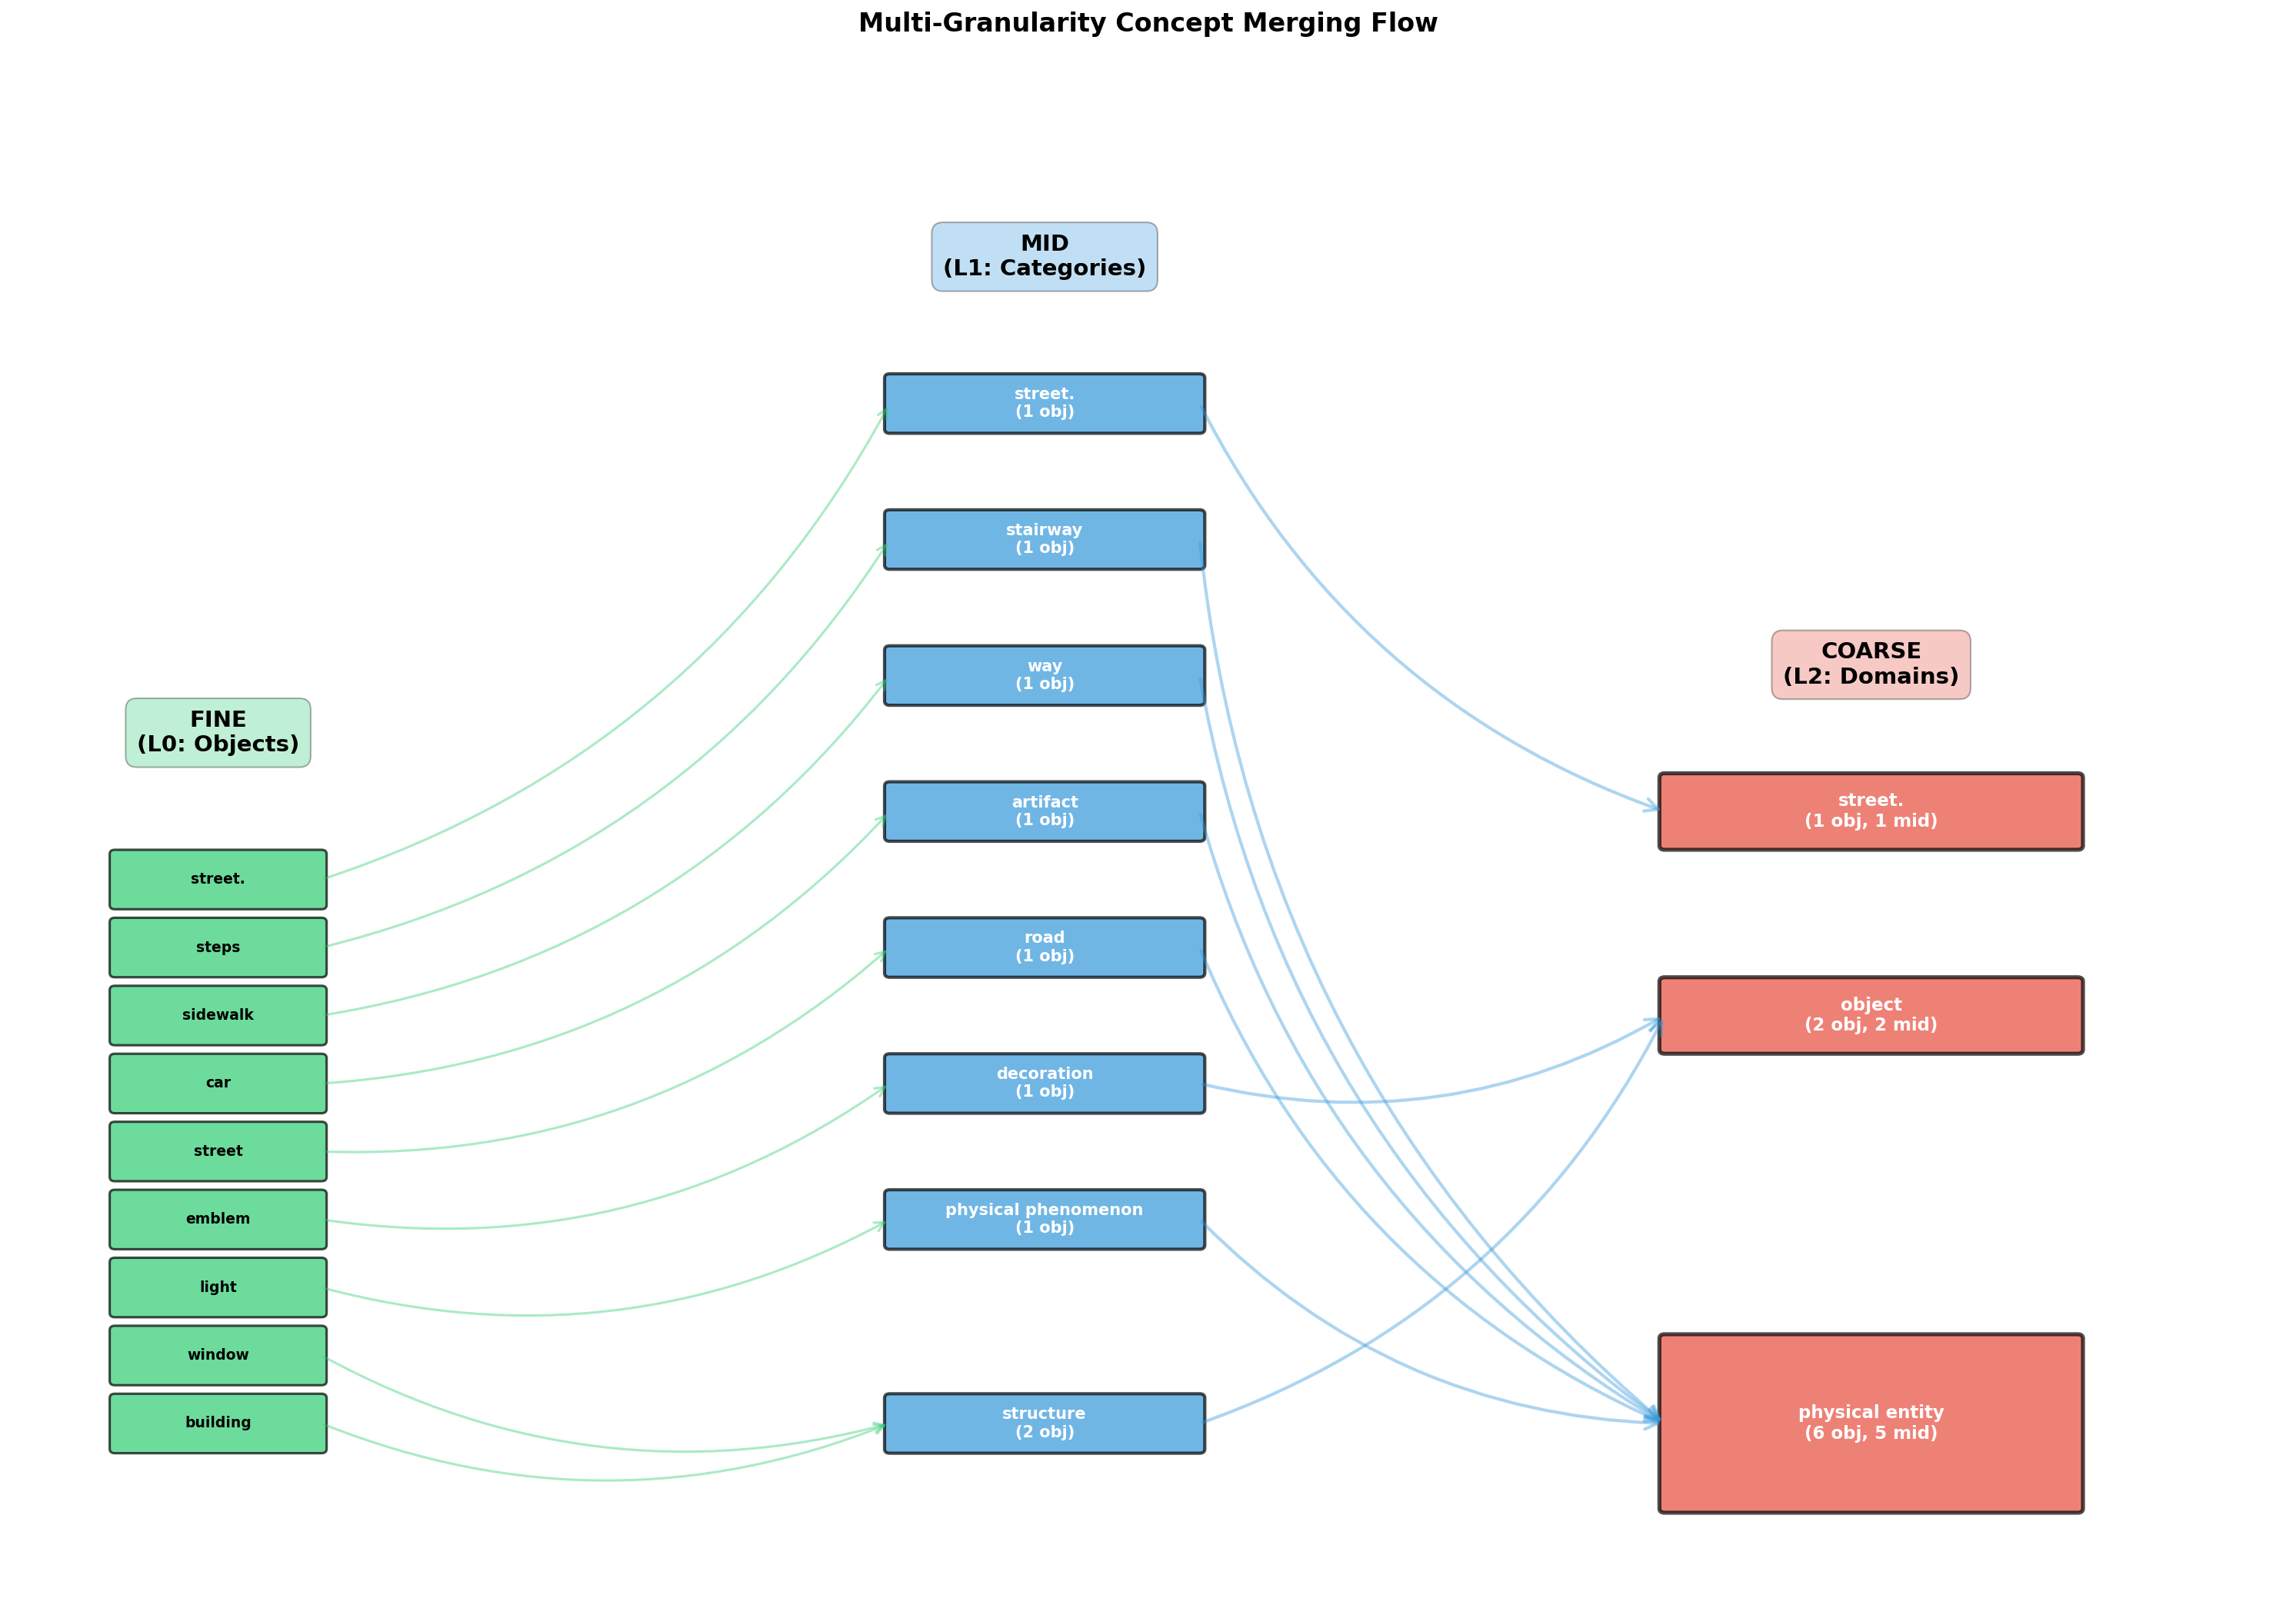 Multi-Granularity Concept Merging Flow
FINE
(L0: Objects)
street.
steps
sidewalk
car
street
emblem
light
window
building
MID
(L1: Categories)
street.
(1 obj)
stairway
(1 obj)
way
(1 obj)
artifact
(1 obj)
road
(1 obj)
decoration
(1 obj)
physical phenomenon
(1 obj)
structure
(2 obj)
COARSE
(L2: Domains)
street.
(1 obj, 1 mid)
object
(2 obj, 2 mid)
physical entity
(6 obj, 5 mid)